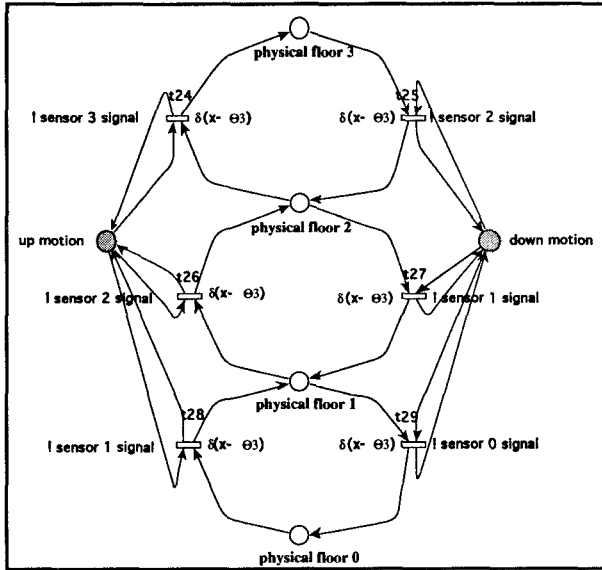 physical floor 3
t24
t25
! sensor 3 signal
δ(x- Θ3)
δ(x- Θ3)
! sensor 2 signal
physical floor 2
up motion
down motion
t26
t27
! sensor 2 signal
δ(x- Θ3)
δ(x- Θ3)
! sensor 1 signal
physical floor 1
t28
t29
! sensor 1 signal
δ(x- Θ3)
δ(x- Θ3)
! sensor 0 signal
physical floor 0